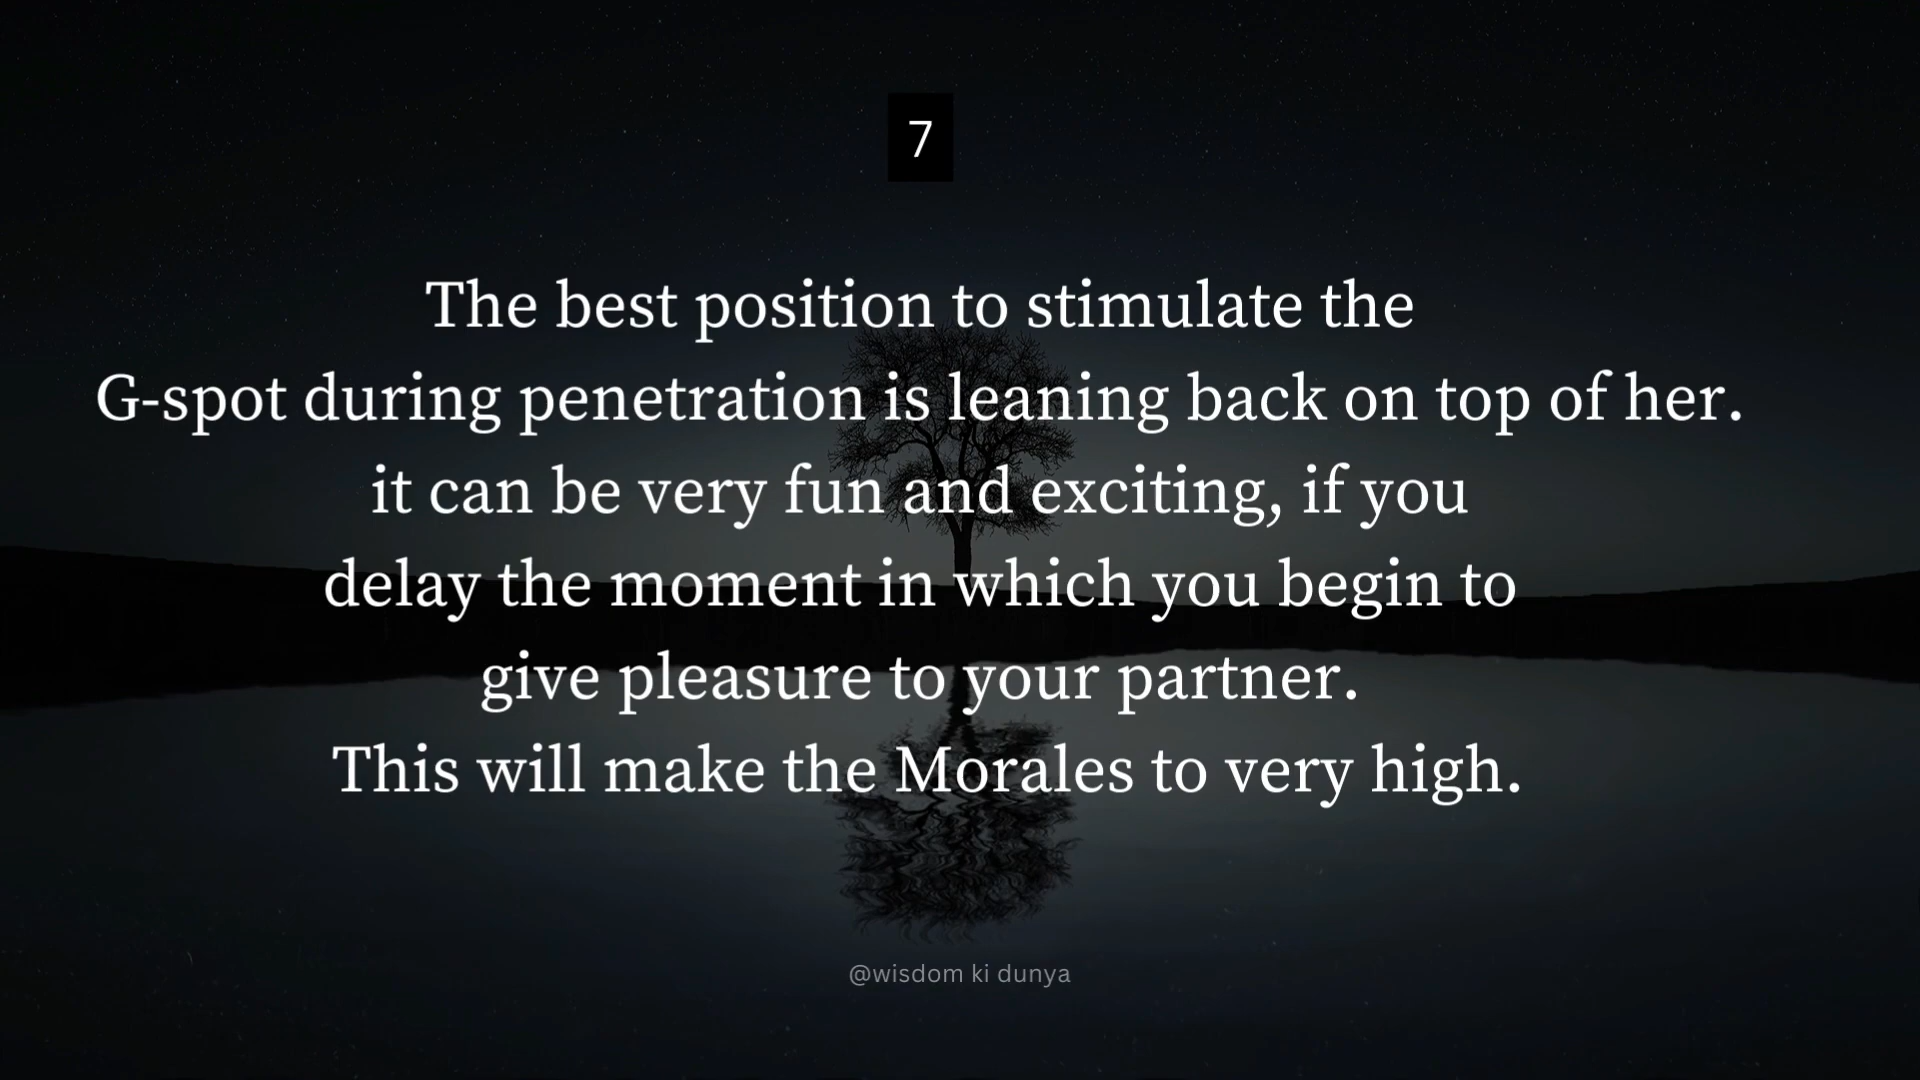 7
The best position to stimulate the
G-spot during penetration is leaning back on top of her.
it can be very fun and exciting, if you
delay the moment in which you begin to
give pleasure to your partner.
This will make the Morales to very high.
@wisdom ki dunya